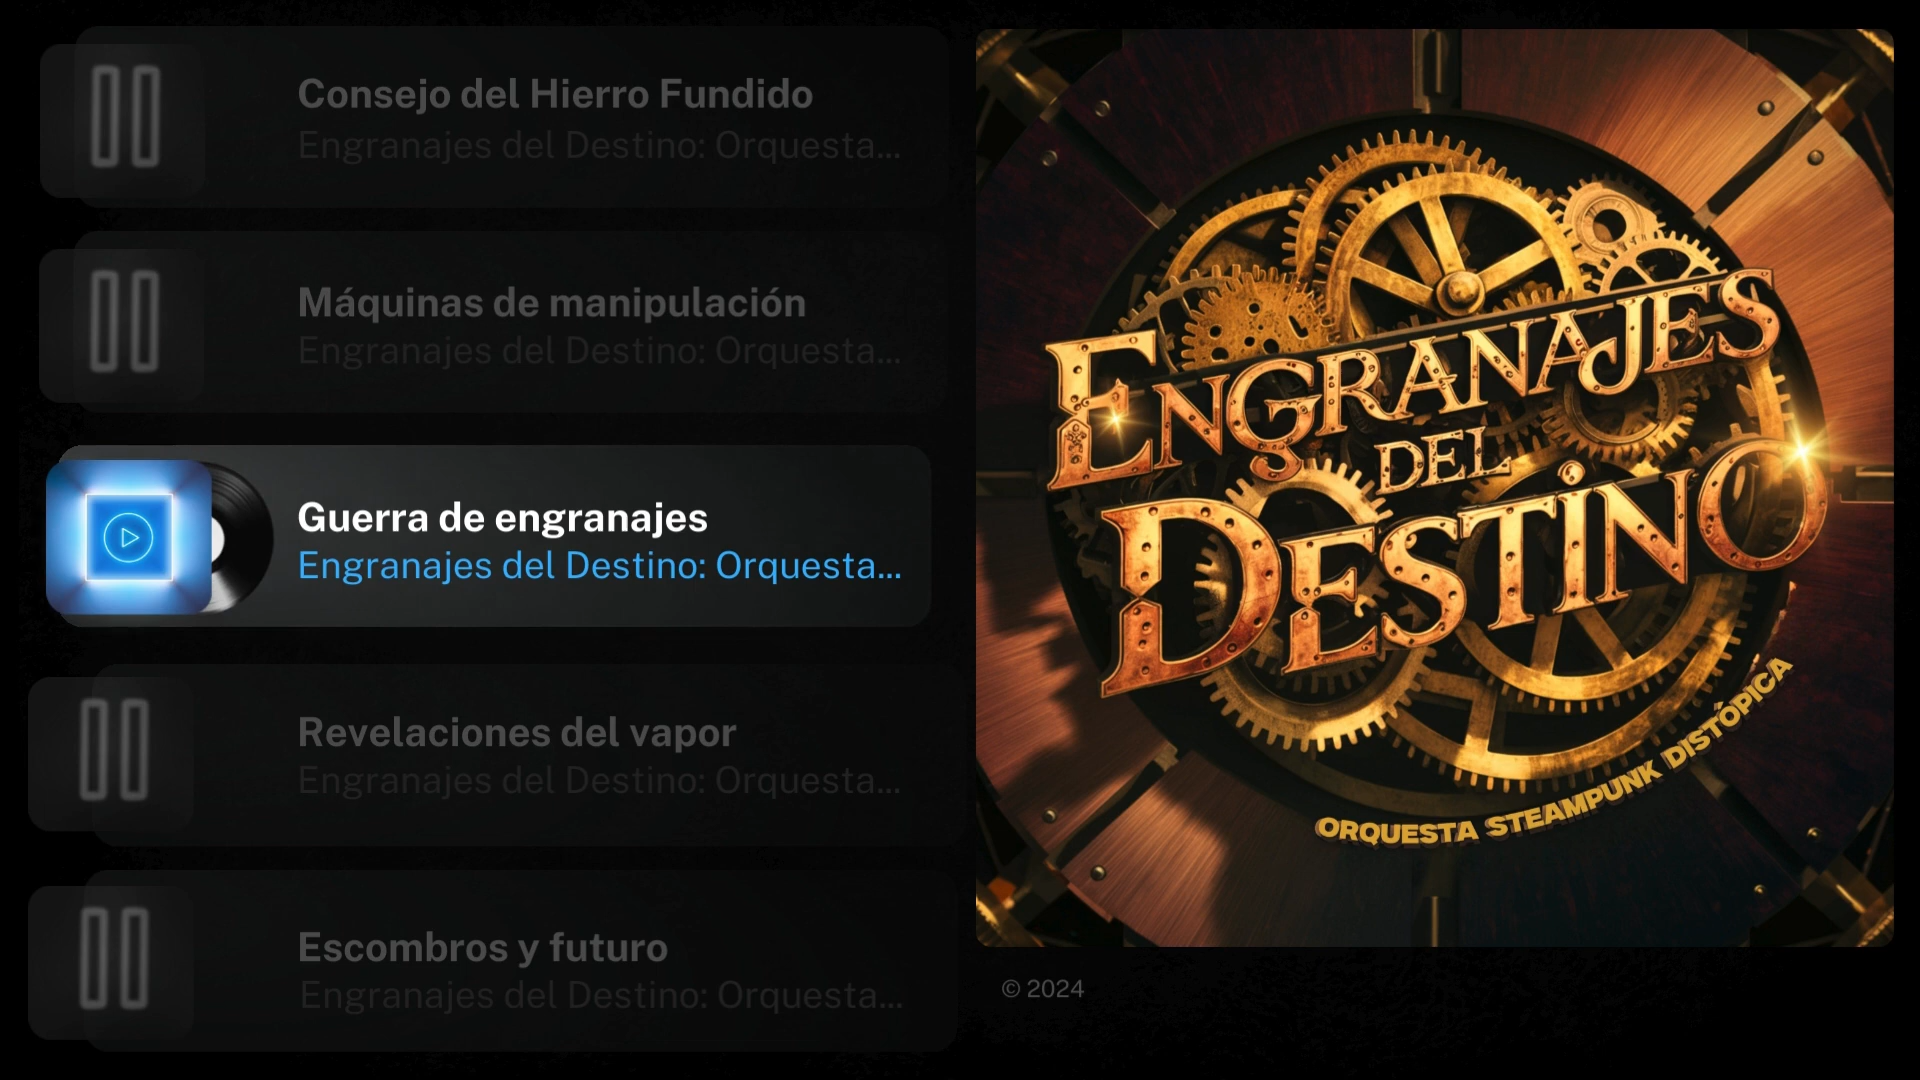 Consejo del Hierro Fundido
Engranajes del Destino: Orquesta...
Máquinas de manipulación
Engranajes del Destino: Orquesta...
Guerra de engranajes
Engranajes del Destino: Orquesta...
Revelaciones del vapor
Engranajes del Destino: Orquesta...
Escombros y futuro
Engranajes del Destino: Orquesta...
ENGRANAJES
DEL
DESTINO
ORQUESTA STEAMPUNK DISTÓPICA
© 2024